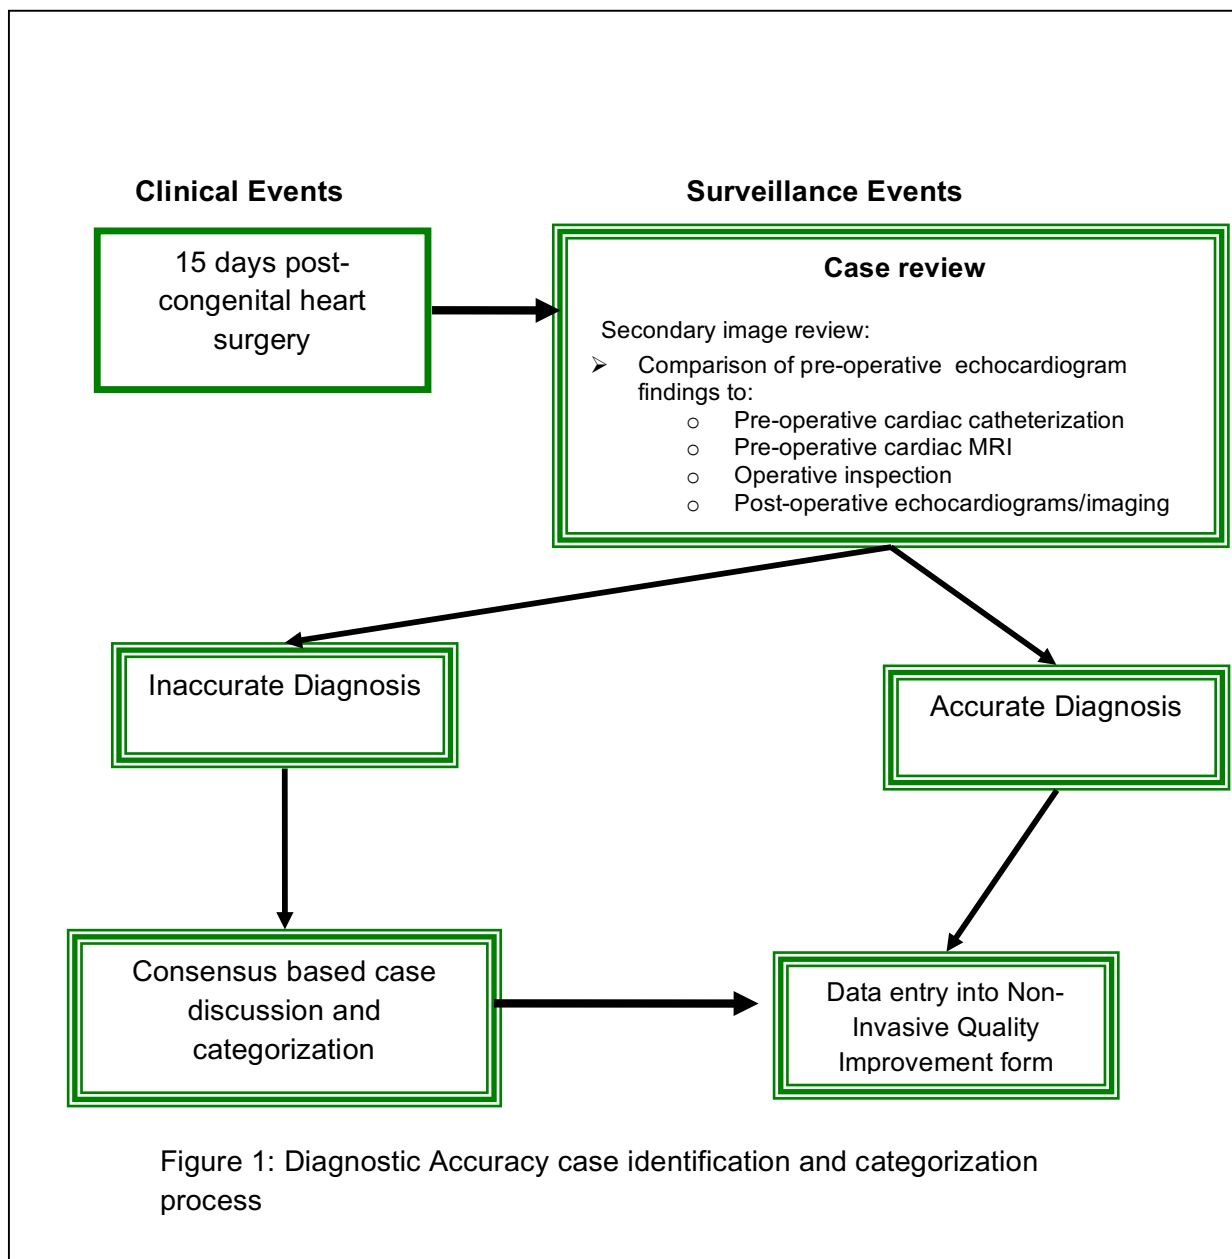 Clinical Events
Surveillance Events
15 days post-
congenital heart
surgery
Case review
Secondary image review:
➢ Comparison of pre-operative echocardiogram
findings to:
o Pre-operative cardiac catheterization
o Pre-operative cardiac MRI
o Operative inspection
o Post-operative echocardiograms/imaging
Inaccurate Diagnosis
Accurate Diagnosis
Consensus based case
discussion and
categorization
Data entry into Non-
Invasive Quality
Improvement form
Figure 1: Diagnostic Accuracy case identification and categorization
process